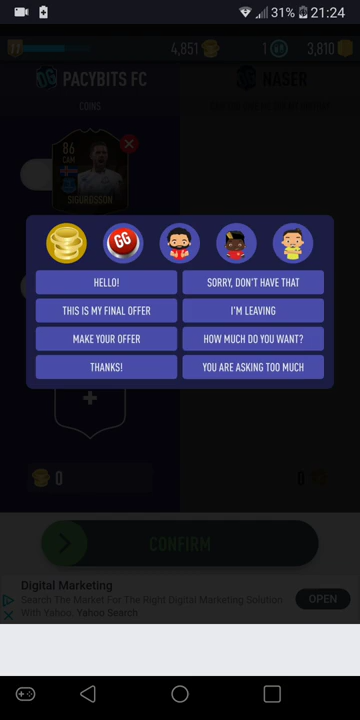 31% 21:24
77 4,851 1 3,810
PACYBITS FC NASER
COINS
86
CAM
SIGURDSSON
GG
HELLO! SORRY, DON'T HAVE THAT
THIS IS MY FINAL OFFER I'M LEAVING
MAKE YOUR OFFER HOW MUCH DO YOU WANT?
THANKS! YOU ARE ASKING TOO MUCH
0 0
CONFIRM
Digital Marketing
Search The Market For The Right Digital Marketing Solution
With Yahoo. Yahoo Search
OPEN